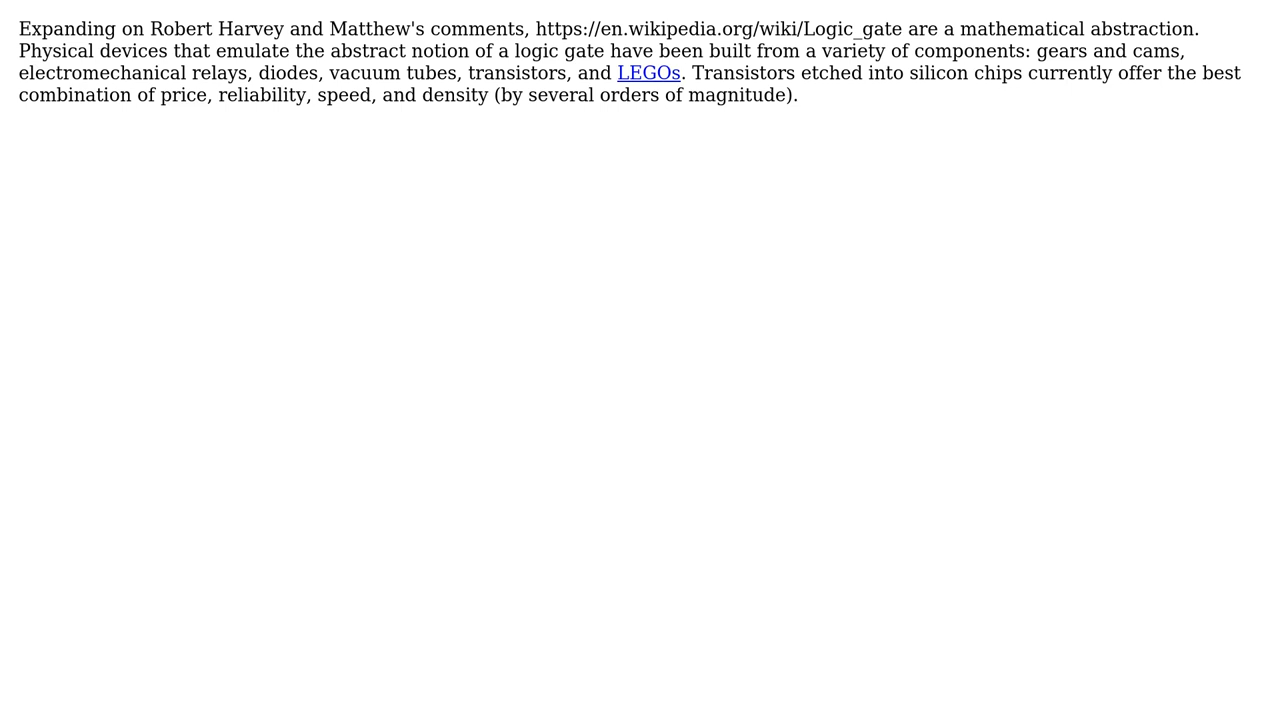 Expanding on Robert Harvey and Matthew's comments, https://en.wikipedia.org/wiki/Logic_gate are a mathematical abstraction.
Physical devices that emulate the abstract notion of a logic gate have been built from a variety of components: gears and cams,
electromechanical relays, diodes, vacuum tubes, transistors, and LEGOs. Transistors etched into silicon chips currently offer the best
combination of price, reliability, speed, and density (by several orders of magnitude).